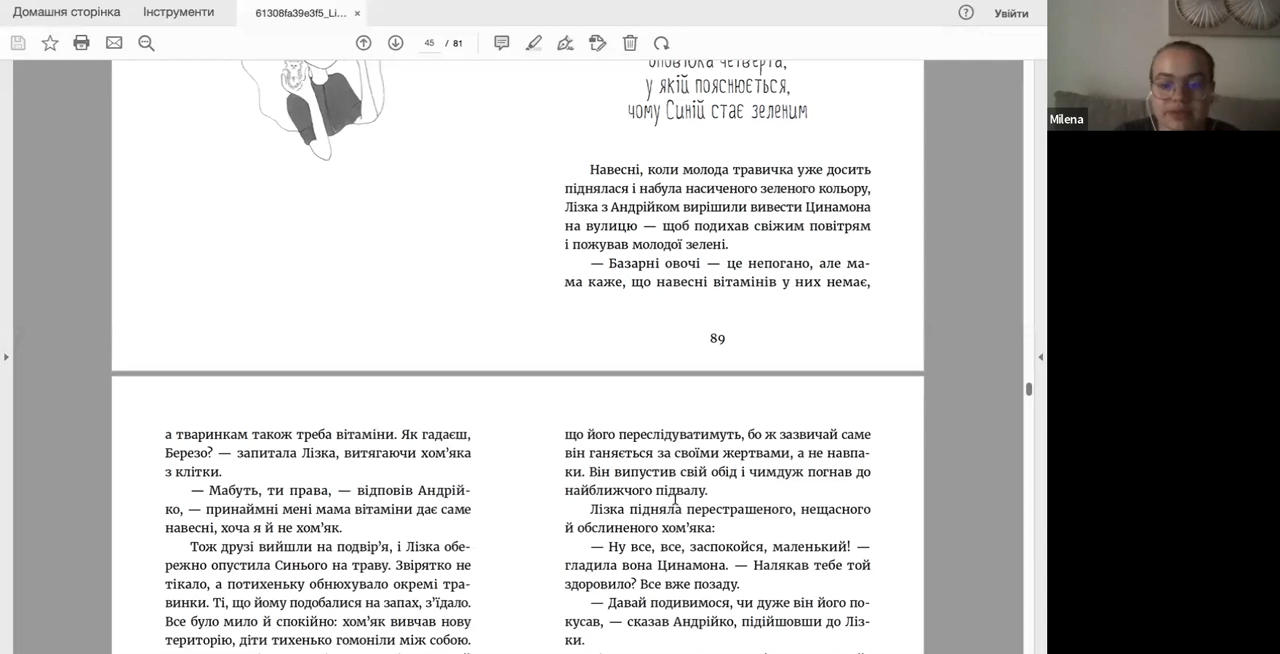 Домашня сторінка
Інструменти
61308fa39e3f5_Li...
Увійти
45 / 81
Milena
оповідка четверта,
у якій пояснюється,
чому Синій стає зеленим
Навесні, коли молода травичка уже досить
піднялася і набула насиченого зеленого кольору,
Лізка з Андрійком вирішили вивести Цинамона
на вулицю — щоб подихав свіжим повітрям
і пожував молодої зелені.
— Базарні овочі — це непогано, але ма-
ма каже, що навесні вітамінів у них немає,
89
а тваринкам також треба вітаміни. Як гадаєш,
Березо? — запитала Лізка, витягаючи хом’яка
з клітки.
— Мабуть, ти права, — відповів Андрій-
ко, — принаймні мені мама вітаміни дає саме
навесні, хоча я й не хом’як.
Тож друзі вийшли на подвір’я, і Лізка обе-
режно опустила Синього на траву. Звірятко не
тікало, а потихеньку обнюхувало окремі тра-
винки. Ті, що йому подобалися на запах, з’їдало.
Все було мило й спокійно: хом’як вивчав нову
територію, діти тихенько гомоніли між собою.
що його переслідуватимуть, бо ж зазвичай саме
він ганяється за своїми жертвами, а не навпа-
ки. Він випустив свій обід і чимдуж погнав до
найближчого підвалу.
Лізка підняла перестрашеного, нещасного
й обслиненого хом’яка:
— Ну все, все, заспокойся, маленький! —
гладила вона Цинамона. — Налякав тебе той
здоровило? Все вже позаду.
— Давай подивимося, чи дуже він його по-
кусав, — сказав Андрійко, підійшовши до Ліз-
ки.